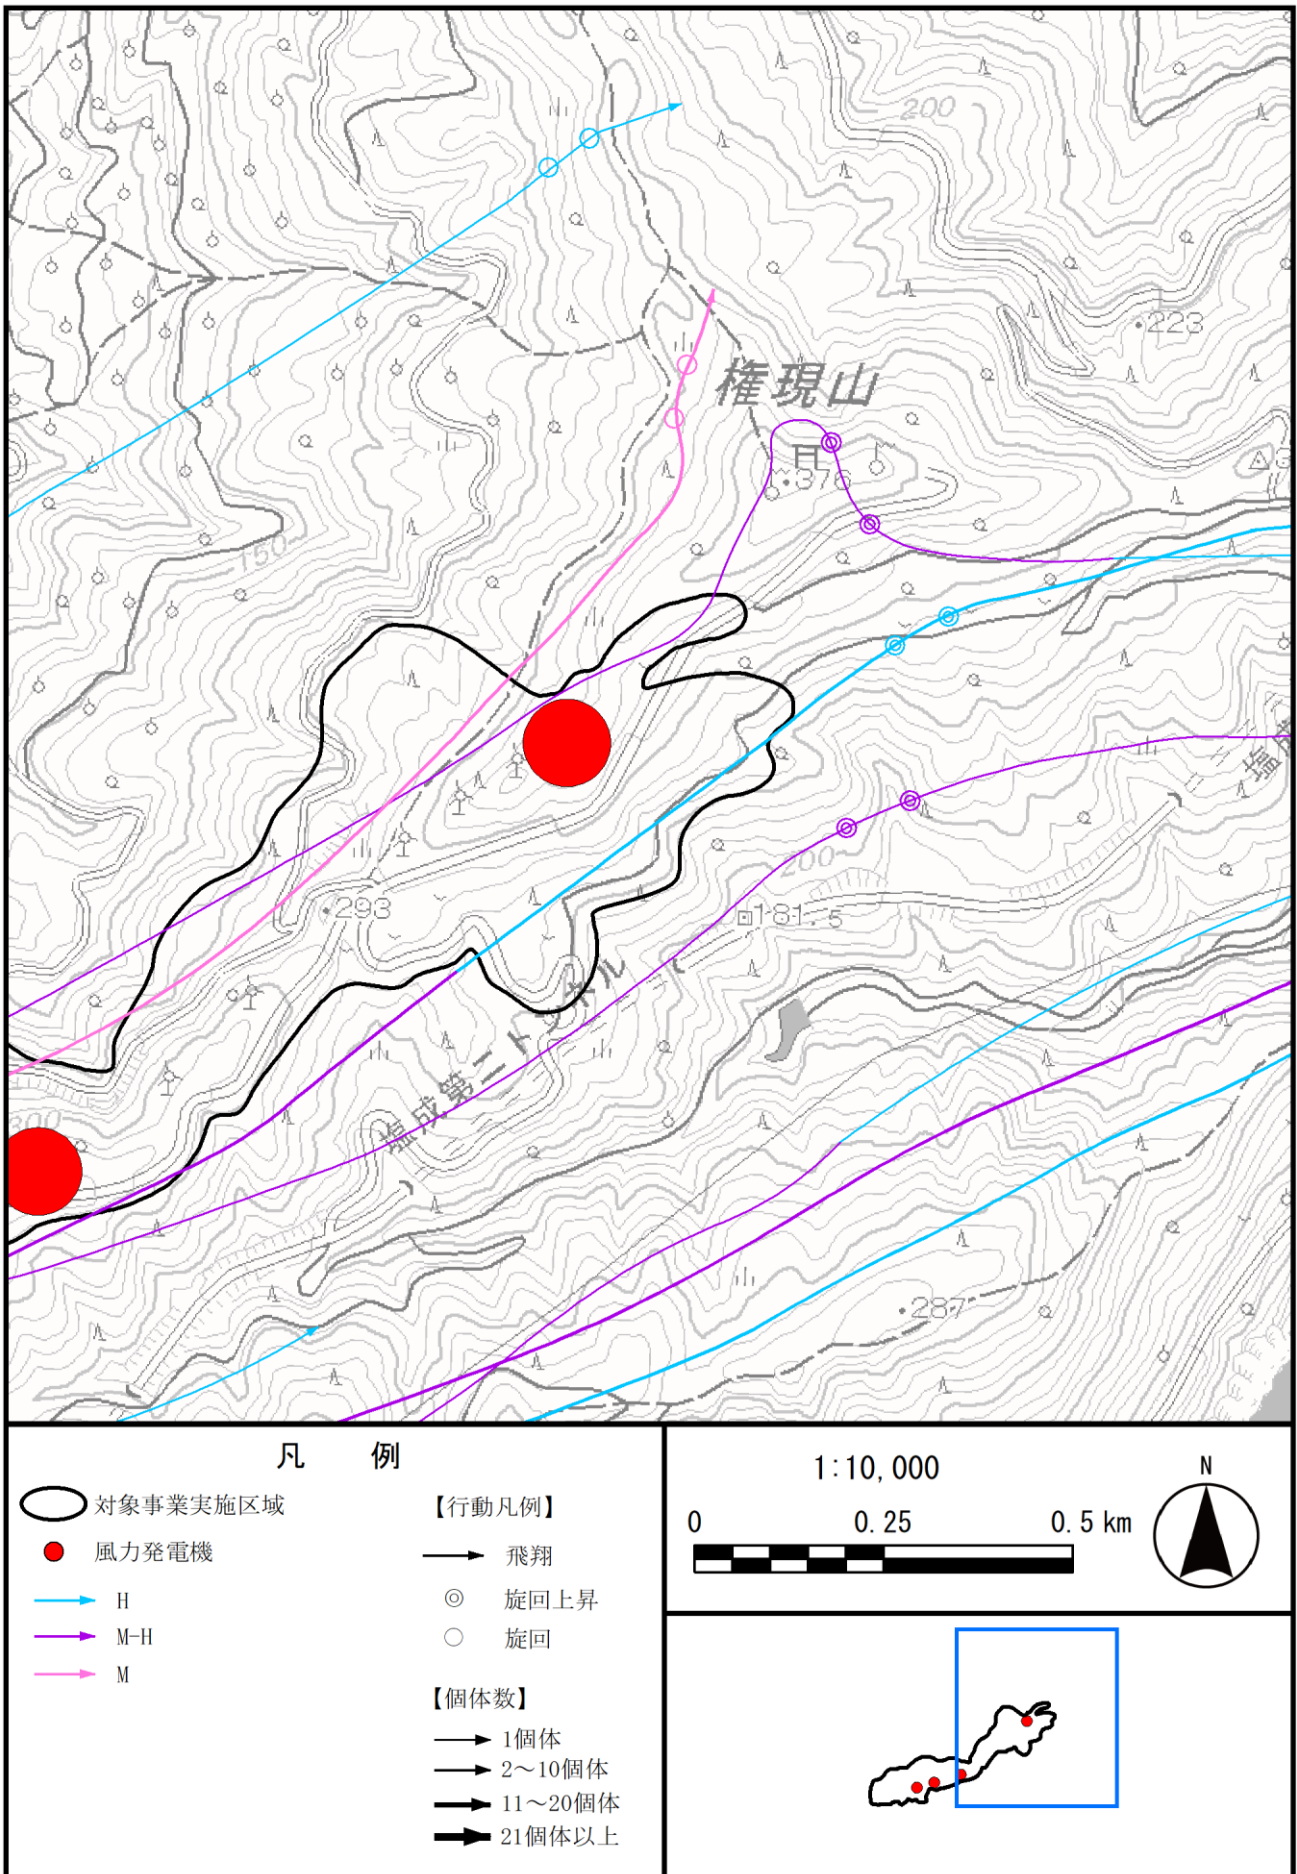 200
・223
権現山
・376
150
塩成
200
・293
181.5
塩成第二トンネル
300
・287
凡 例
対象事業実施区域
風力発電機
H
M-H
M
【行動凡例】
飛翔
旋回上昇
旋回
【個体数】
1個体
2～10個体
11～20個体
21個体以上
1:10,000
0 0.25 0.5 km
N